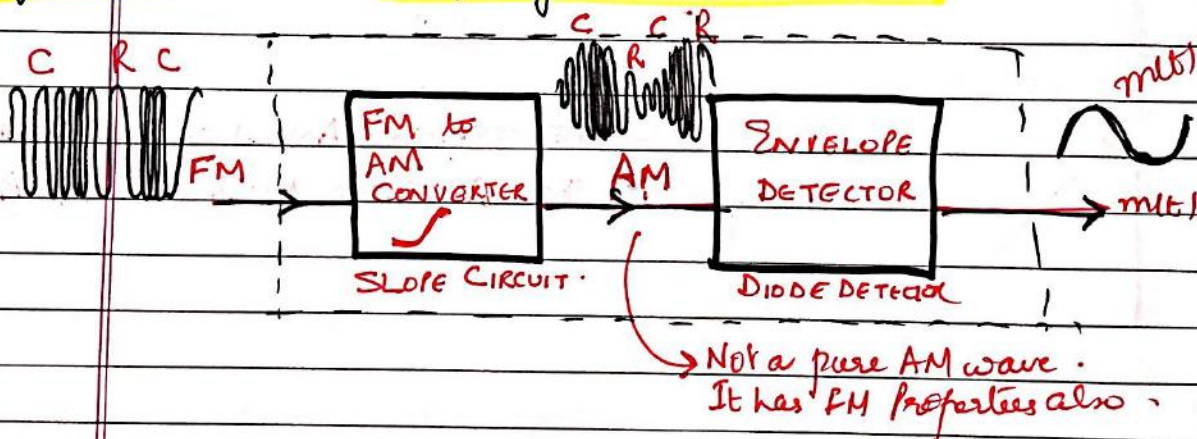 C R C
C R C R
m(t)
FM
FM to
AM
CONVERTER
SLOPE CIRCUIT.
AM
ENVELOPE
DETECTOR
DIODE DETECTOR
m(t)
Not a pure AM wave.
It has FM Properties also.